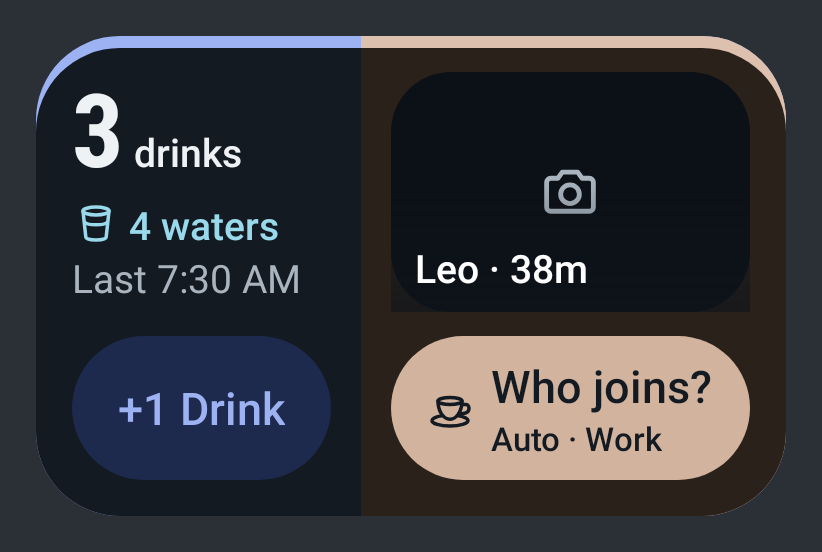 3 drinks
4 waters
Last 7:30 AM
+1 Drink
Leo · 38m
Who joins?
Auto · Work